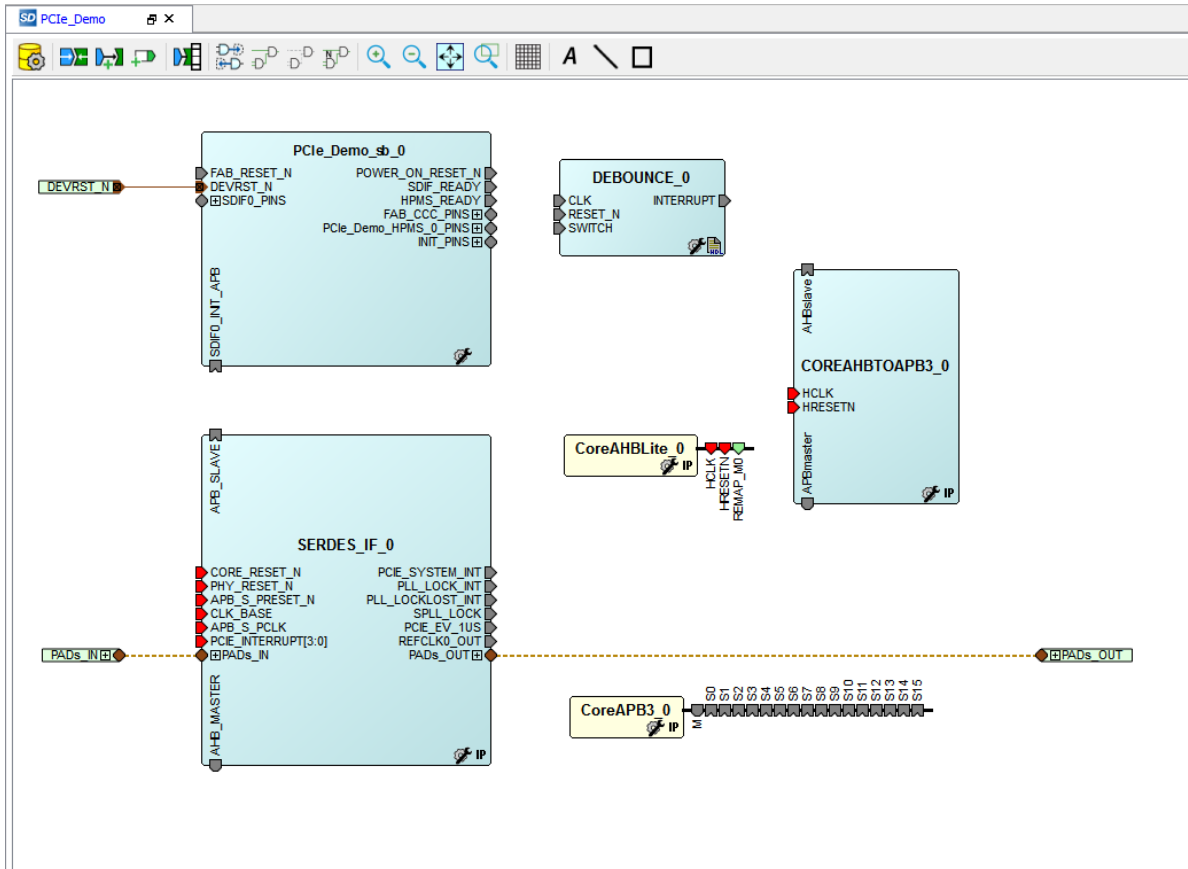 SD PCIe_Demo
A
PCIe_Demo_sb_0
FAB_RESET_N POWER_ON_RESET_N
DEVRST_N DEVRST_N SDIF_READY
SDIF0_PINS HPMS_READY
FAB_CCC_PINS
PCIe_Demo_HPMS_0_PINS
INIT_PINS
SDIF0_INIT_APB
DEBOUNCE_0
CLK INTERRUPT
RESET_N
SWITCH
HDL
AHBslave
COREAHBTOAPB3_0
HCLK
HRESETN
APBmaster
IP
CoreAHBLite_0
IP
HCLK
HRESETN
REMAP_M0
APB_SLAVE
SERDES_IF_0
CORE_RESET_N PCIE_SYSTEM_INT
PHY_RESET_N PLL_LOCK_INT
APB_S_PRESET_N PLL_LOCKLOST_INT
CLK_BASE SPLL_LOCK
APB_S_PCLK PCIE_EV_1US
PCIE_INTERRUPT[3:0] REFCLK0_OUT
PADs_IN PADs_IN PADs_OUT PADs_OUT
AHB_MASTER
IP
CoreAPB3_0
IP
M
S0
S1
S2
S3
S4
S5
S6
S7
S8
S9
S10
S11
S12
S13
S14
S15